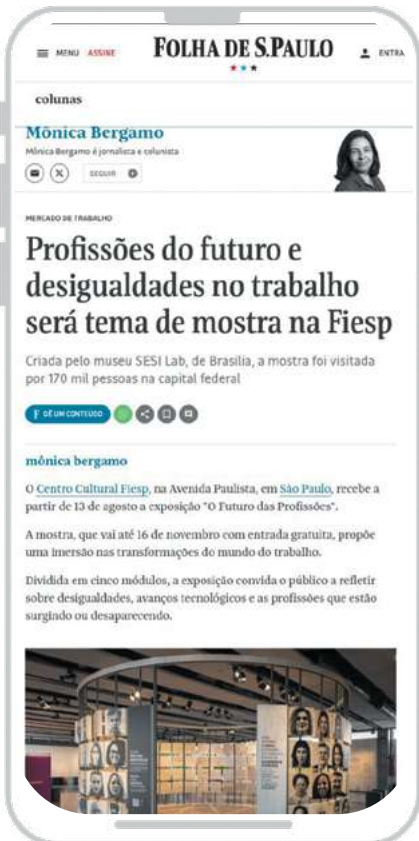 MENU ASSINE FOLHA DE S.PAULO ENTRA
colunas
Mônica Bergamo
Mônica Bergamo é jornalista e colunista
SEGUIR
MERCADO DE TRABALHO
Profissões do futuro e
desigualdades no trabalho
será tema de mostra na Fiesp
Criada pelo museu SESI Lab, de Brasília, a mostra foi visitada
por 170 mil pessoas na capital federal
F DÊ UM CONTEÚDO
mônica bergamo
O Centro Cultural Fiesp, na Avenida Paulista, em São Paulo, recebe a
partir de 13 de agosto a exposição "O Futuro das Profissões".
A mostra, que vai até 16 de novembro com entrada gratuita, propõe
uma imersão nas transformações do mundo do trabalho.
Dividida em cinco módulos, a exposição convida o público a refletir
sobre desigualdades, avanços tecnológicos e as profissões que estão
surgindo ou desaparecendo.